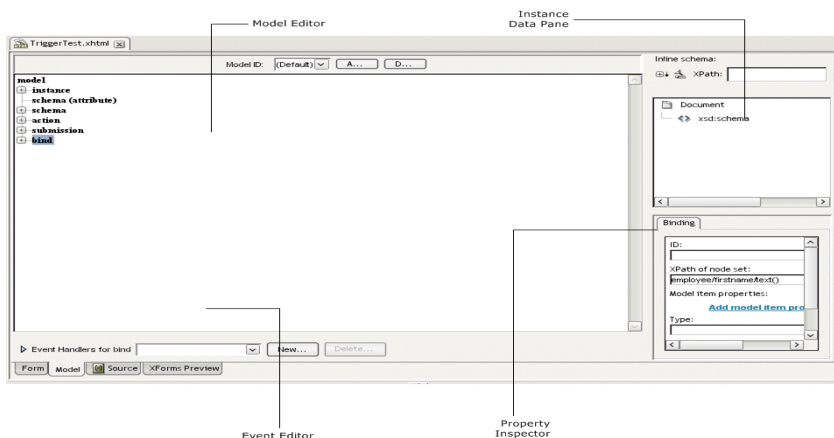 Instance
Data Pane
Model Editor
TriggerTest.xhtml
Model ID: (Default) A... D...
model
instance
schema (attribute)
schema
action
submission
bind
Inline schema:
XPath:
Document
xsd:schema
Binding
ID:
XPath of node set:
employee/firstname/text()
Model item properties:
Add model item pro
Type:
Event Handlers for bind New... Delete...
Form Model Source XForms Preview
Event Editor
Property
Inspector